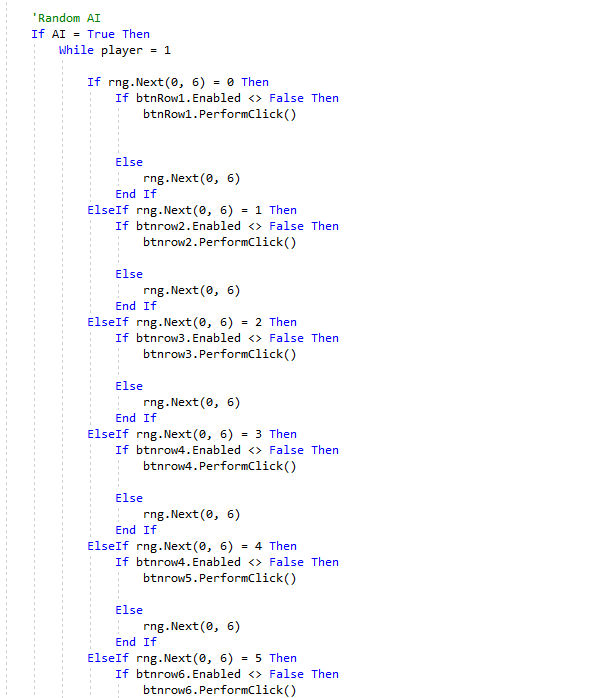 'Random AI
If AI = True Then
While player = 1
If rng.Next(0, 6) = 0 Then
If btnRow1.Enabled <> False Then
btnRow1.PerformClick()
Else
rng.Next(0, 6)
End If
ElseIf rng.Next(0, 6) = 1 Then
If btnrow2.Enabled <> False Then
btnrow2.PerformClick()
Else
rng.Next(0, 6)
End If
ElseIf rng.Next(0, 6) = 2 Then
If btnrow3.Enabled <> False Then
btnrow3.PerformClick()
Else
rng.Next(0, 6)
End If
ElseIf rng.Next(0, 6) = 3 Then
If btnrow4.Enabled <> False Then
btnrow4.PerformClick()
Else
rng.Next(0, 6)
End If
ElseIf rng.Next(0, 6) = 4 Then
If btnrow4.Enabled <> False Then
btnrow5.PerformClick()
Else
rng.Next(0, 6)
End If
ElseIf rng.Next(0, 6) = 5 Then
If btnrow6.Enabled <> False Then
btnrow6.PerformClick()